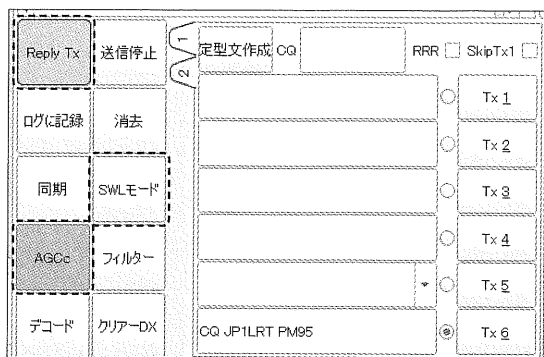 Reply Tx 送信停止
ログに記録 消去
同期 SWLモード
AGCc フィルター
デコード クリアーDX
1
2
定型文作成 CQ RRR SkipTx1
Tx 1
Tx 2
Tx 3
Tx 4
Tx 5
CQ JP1LRT PM95 Tx 6